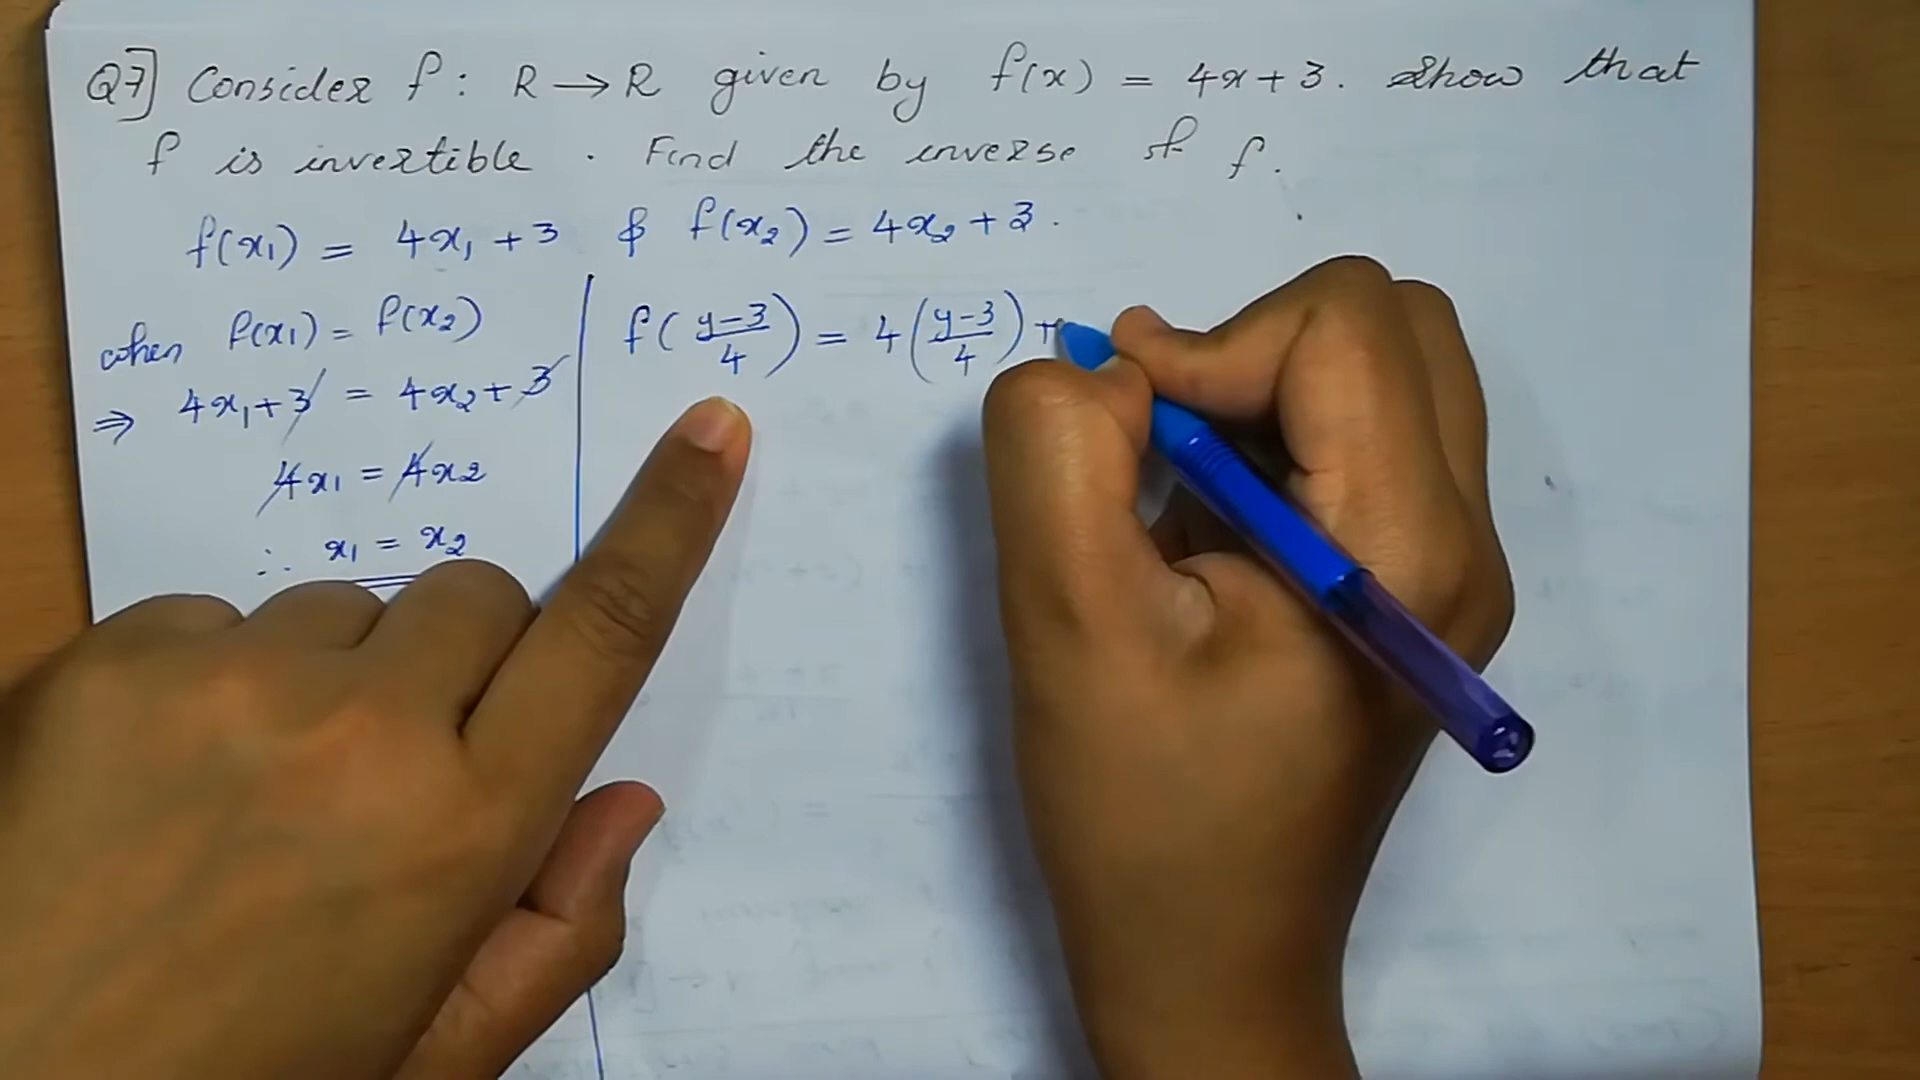 Q7] Consider f : R → R given by f(x) = 4x + 3. Show that
f is invertible . Find the inverse of f.
f(x₁) = 4x₁ + 3 & f(x₂) = 4x₂ + 3.
when f(x₁) = f(x₂)
⇒ 4x₁ + 3 = 4x₂ + 3
4x₁ = 4x₂
∴ x₁ = x₂
f( (y-3)/4 ) = 4 ( (y-3)/4 ) +